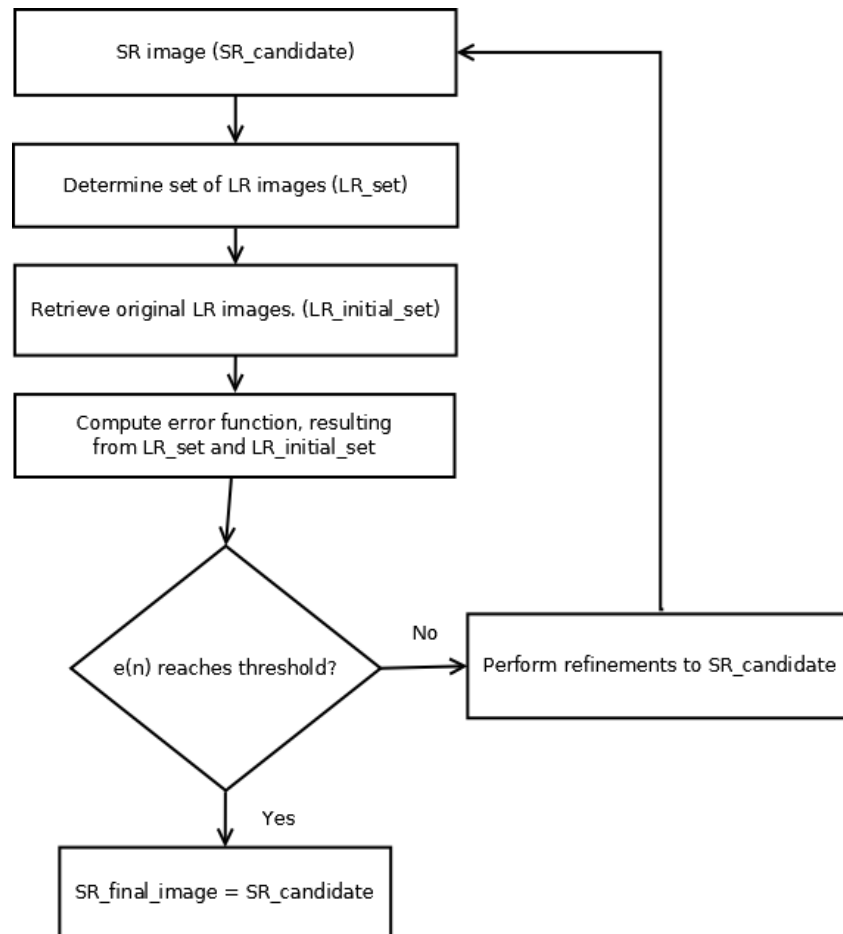 SR image (SR_candidate)
Determine set of LR images (LR_set)
Retrieve original LR images. (LR_initial_set)
Compute error function, resulting
from LR_set and LR_initial_set
e(n) reaches threshold?
No
Perform refinements to SR_candidate
Yes
SR_final_image = SR_candidate